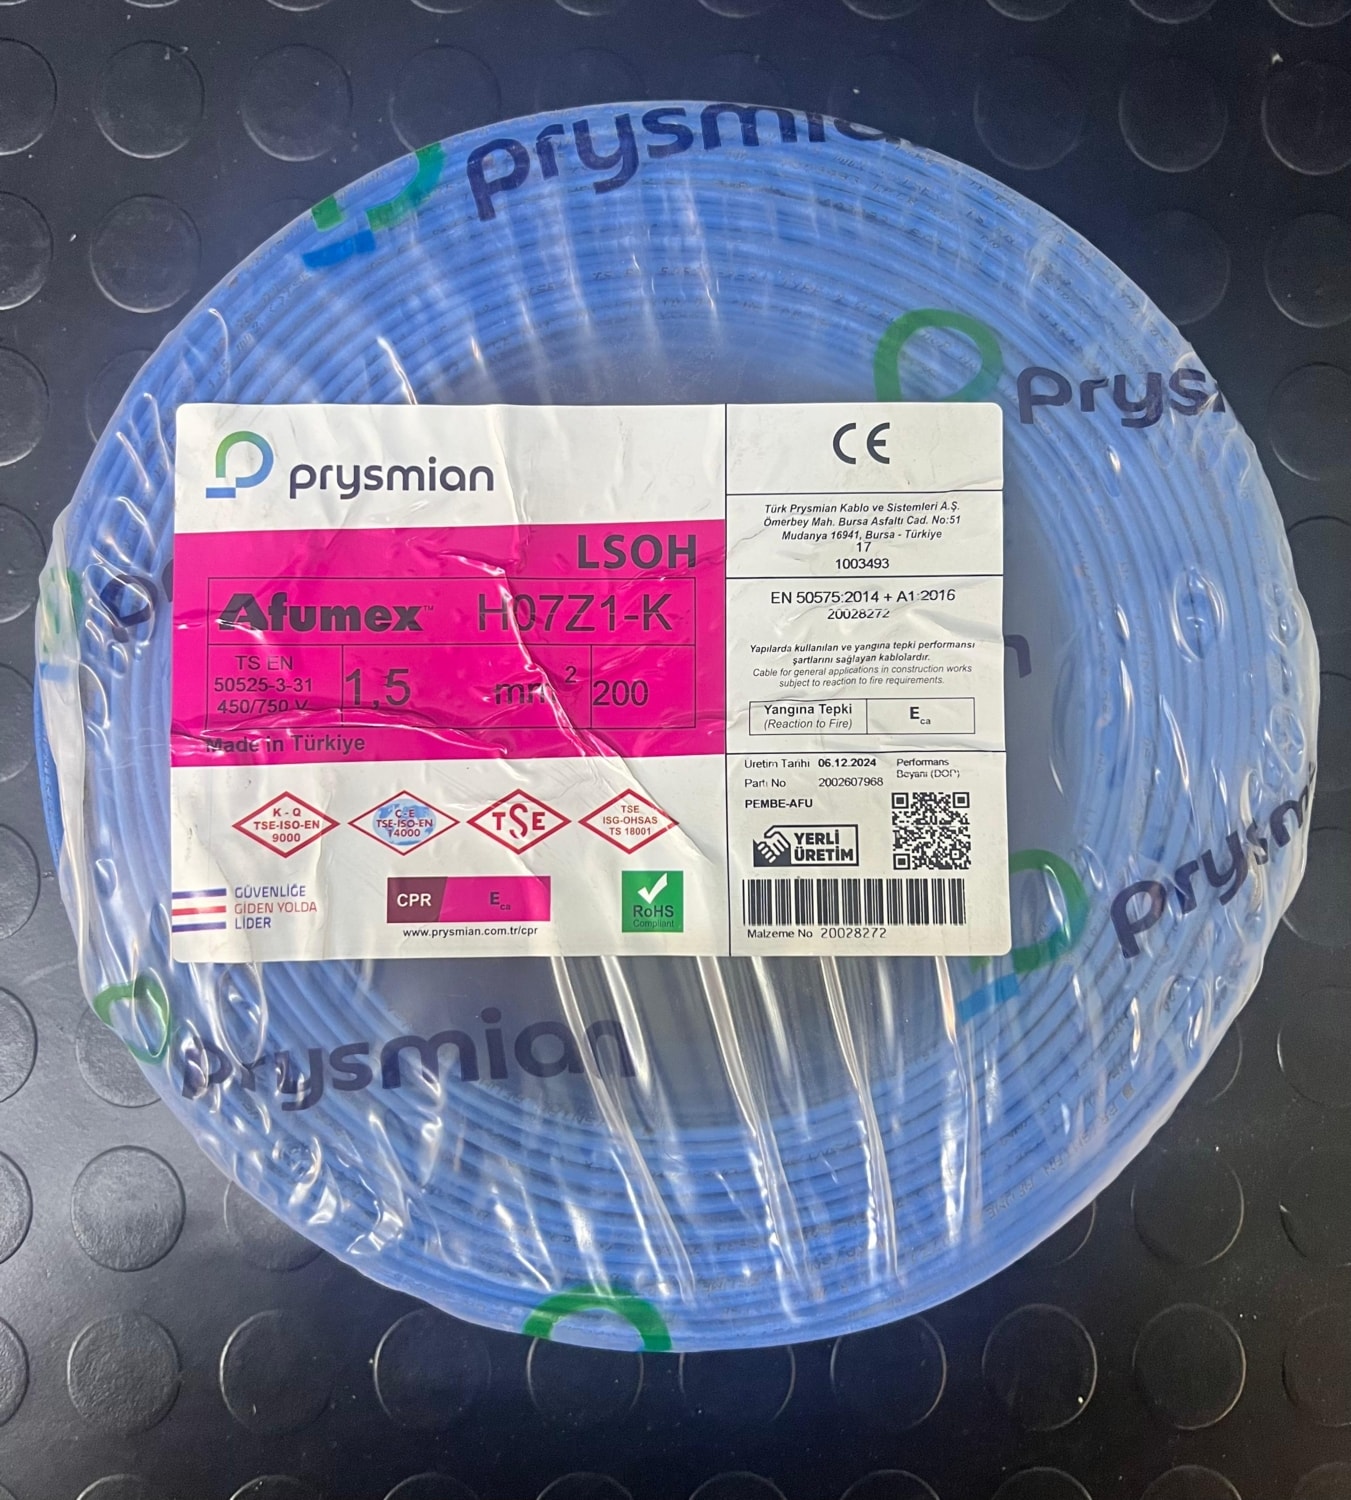 prysmian
prysm
prysmian
LSOH
Afumex™ H07Z1-K
TS EN
50525-3-31
450/750 V
1,5 mm²
200
Made in Türkiye
K - Q
TSE-ISO-EN
9000
Ç-E
TSE-ISO-EN
14000
TSE
TSE
ISG-OHSAS
TS 18001
GÜVENLİĞE
GİDEN YOLDA
LİDER
CPR
Eca
www.prysmian.com.tr/cpr
RoHS
Compliant
CE
Türk Prysmian Kablo ve Sistemleri A.Ş.
Ömerbey Mah. Bursa Asfaltı Cad. No:51
Mudanya 16941, Bursa - Türkiye
17
1003493
EN 50575:2014 + A1:2016
20028272
Yapılarda kullanılan ve yangına tepki performansı
şartlarını sağlayan kablolardır.
Cable for general applications in construction works
subject to reaction to fire requirements.
Yangına Tepki
(Reaction to Fire)
Eca
Üretim Tarihi 06.12.2024
Parti No 2002607968
PEMBE-AFU
Performans
Beyanı (DOP)
YERLİ
ÜRETİM
Malzeme No 20028272
prys
prysm
prysmian